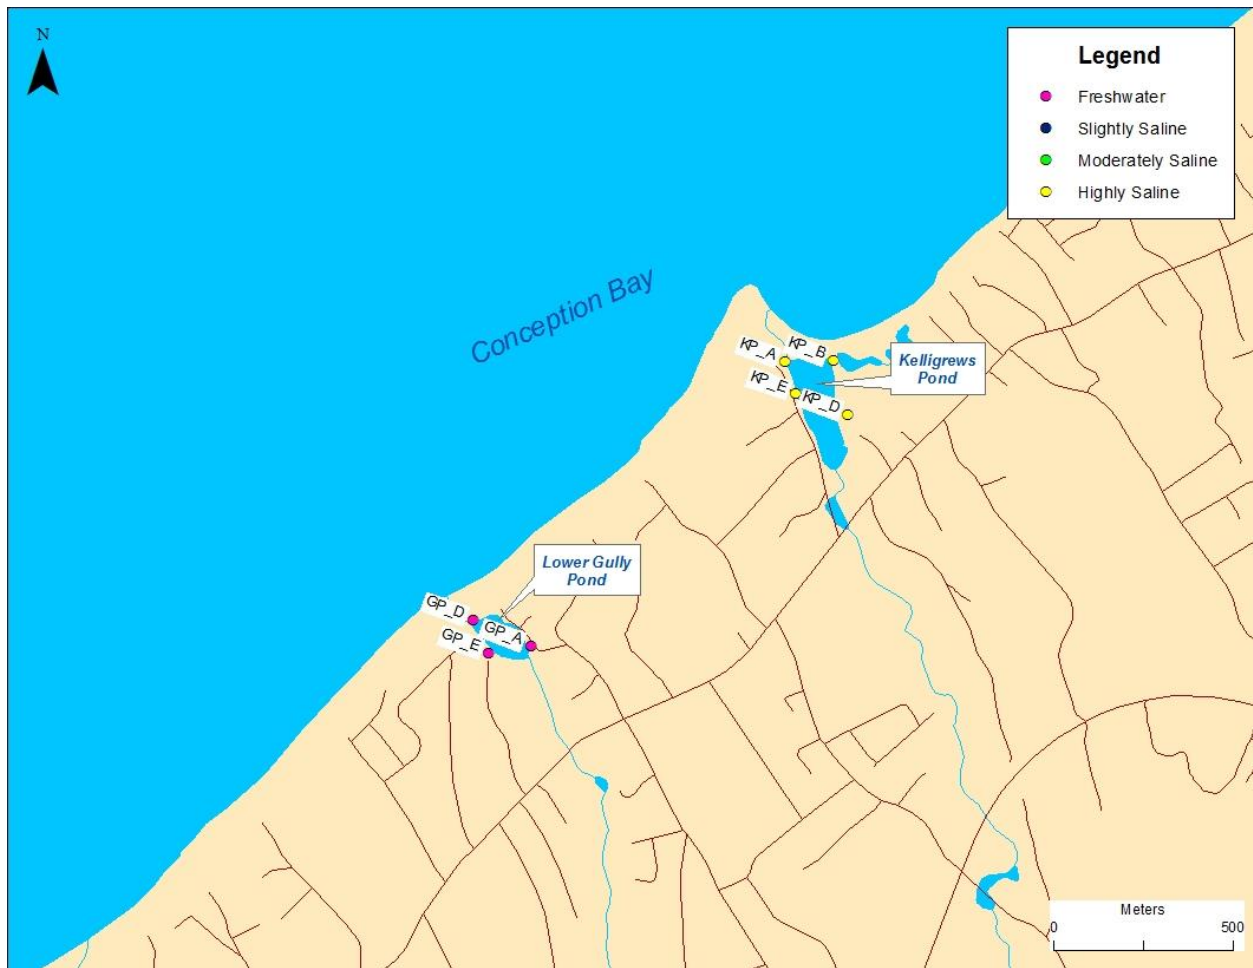 N
Legend
Freshwater
Slightly Saline
Moderately Saline
Highly Saline
Conception Bay
KP_A
KP_B
Kelligrews
Pond
KP_E
KP_D
Lower Gully
Pond
GP_D
GP_A
GP_E
Meters
0 500